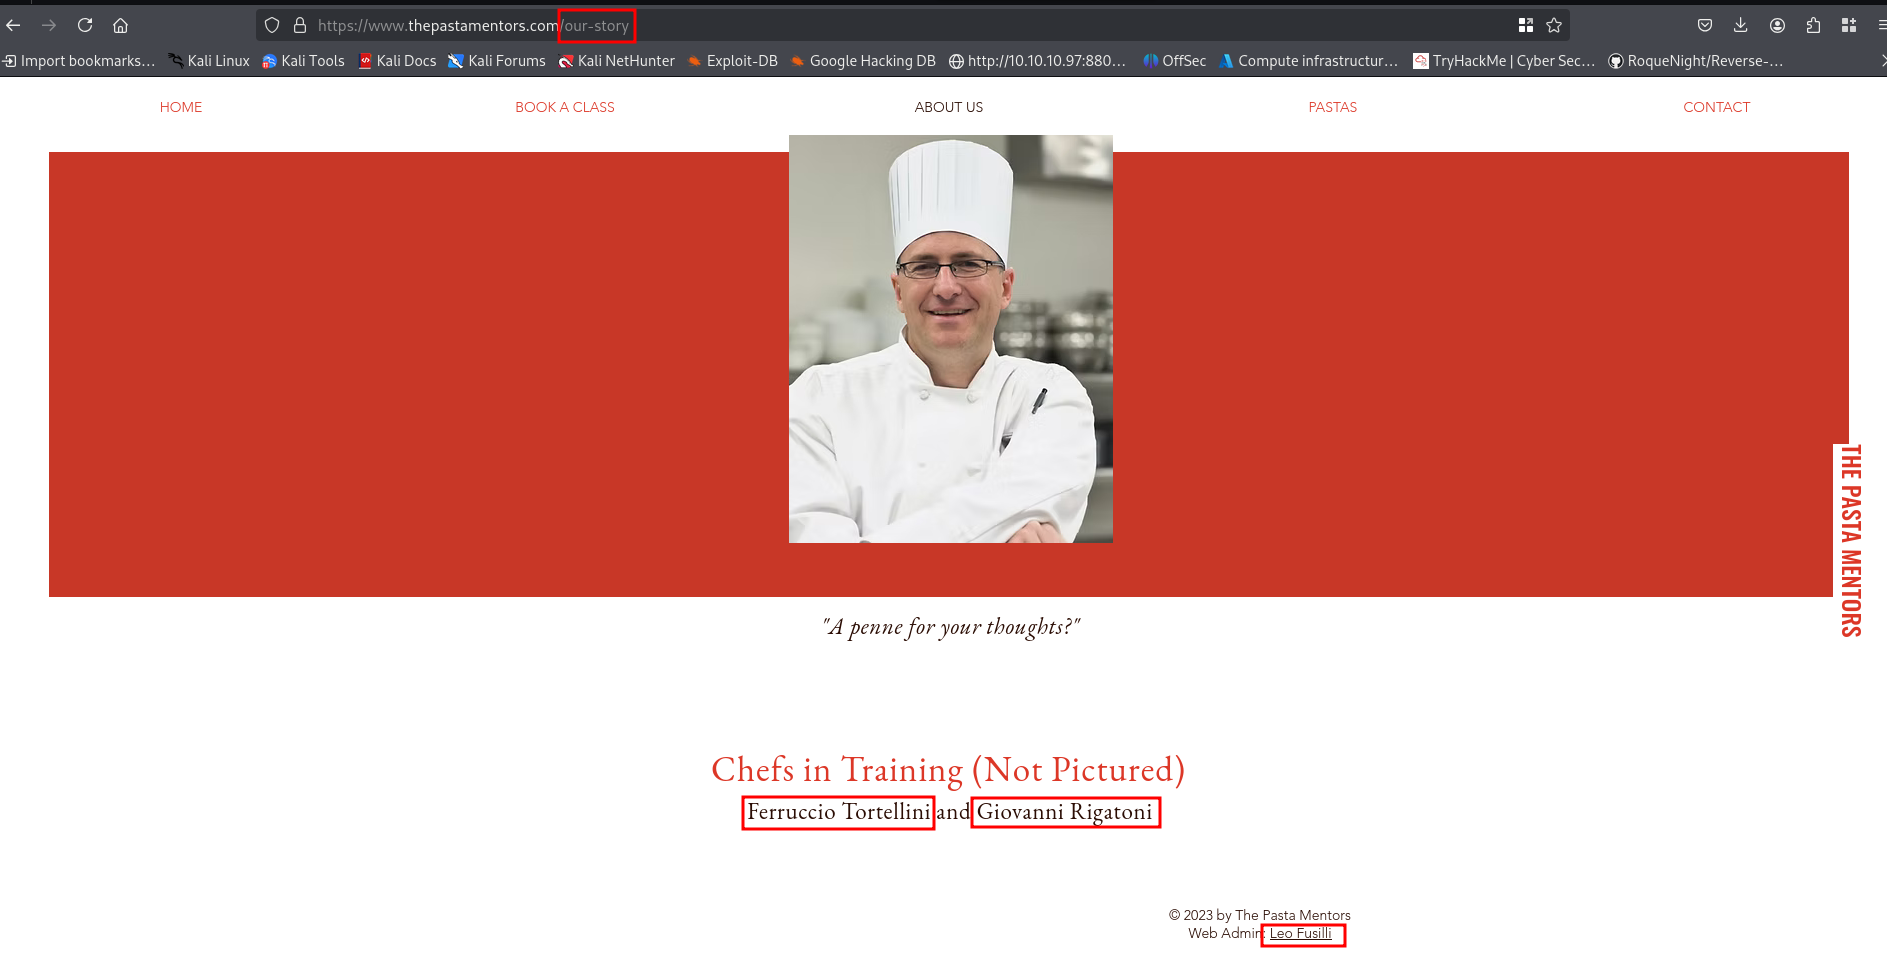 https://www.thepastamentors.com/our-story
Import bookmarks... Kali Linux Kali Tools Kali Docs Kali Forums Kali NetHunter Exploit-DB Google Hacking DB http://10.10.10.97:880... OffSec Compute infrastructur... TryHackMe | Cyber Sec... RoqueNight/Reverse-...
HOME BOOK A CLASS ABOUT US PASTAS CONTACT
THE PASTA MENTORS
"A penne for your thoughts?"
Chefs in Training (Not Pictured)
Ferruccio Tortellini and Giovanni Rigatoni
© 2023 by The Pasta Mentors
Web Admin: Leo Fusilli